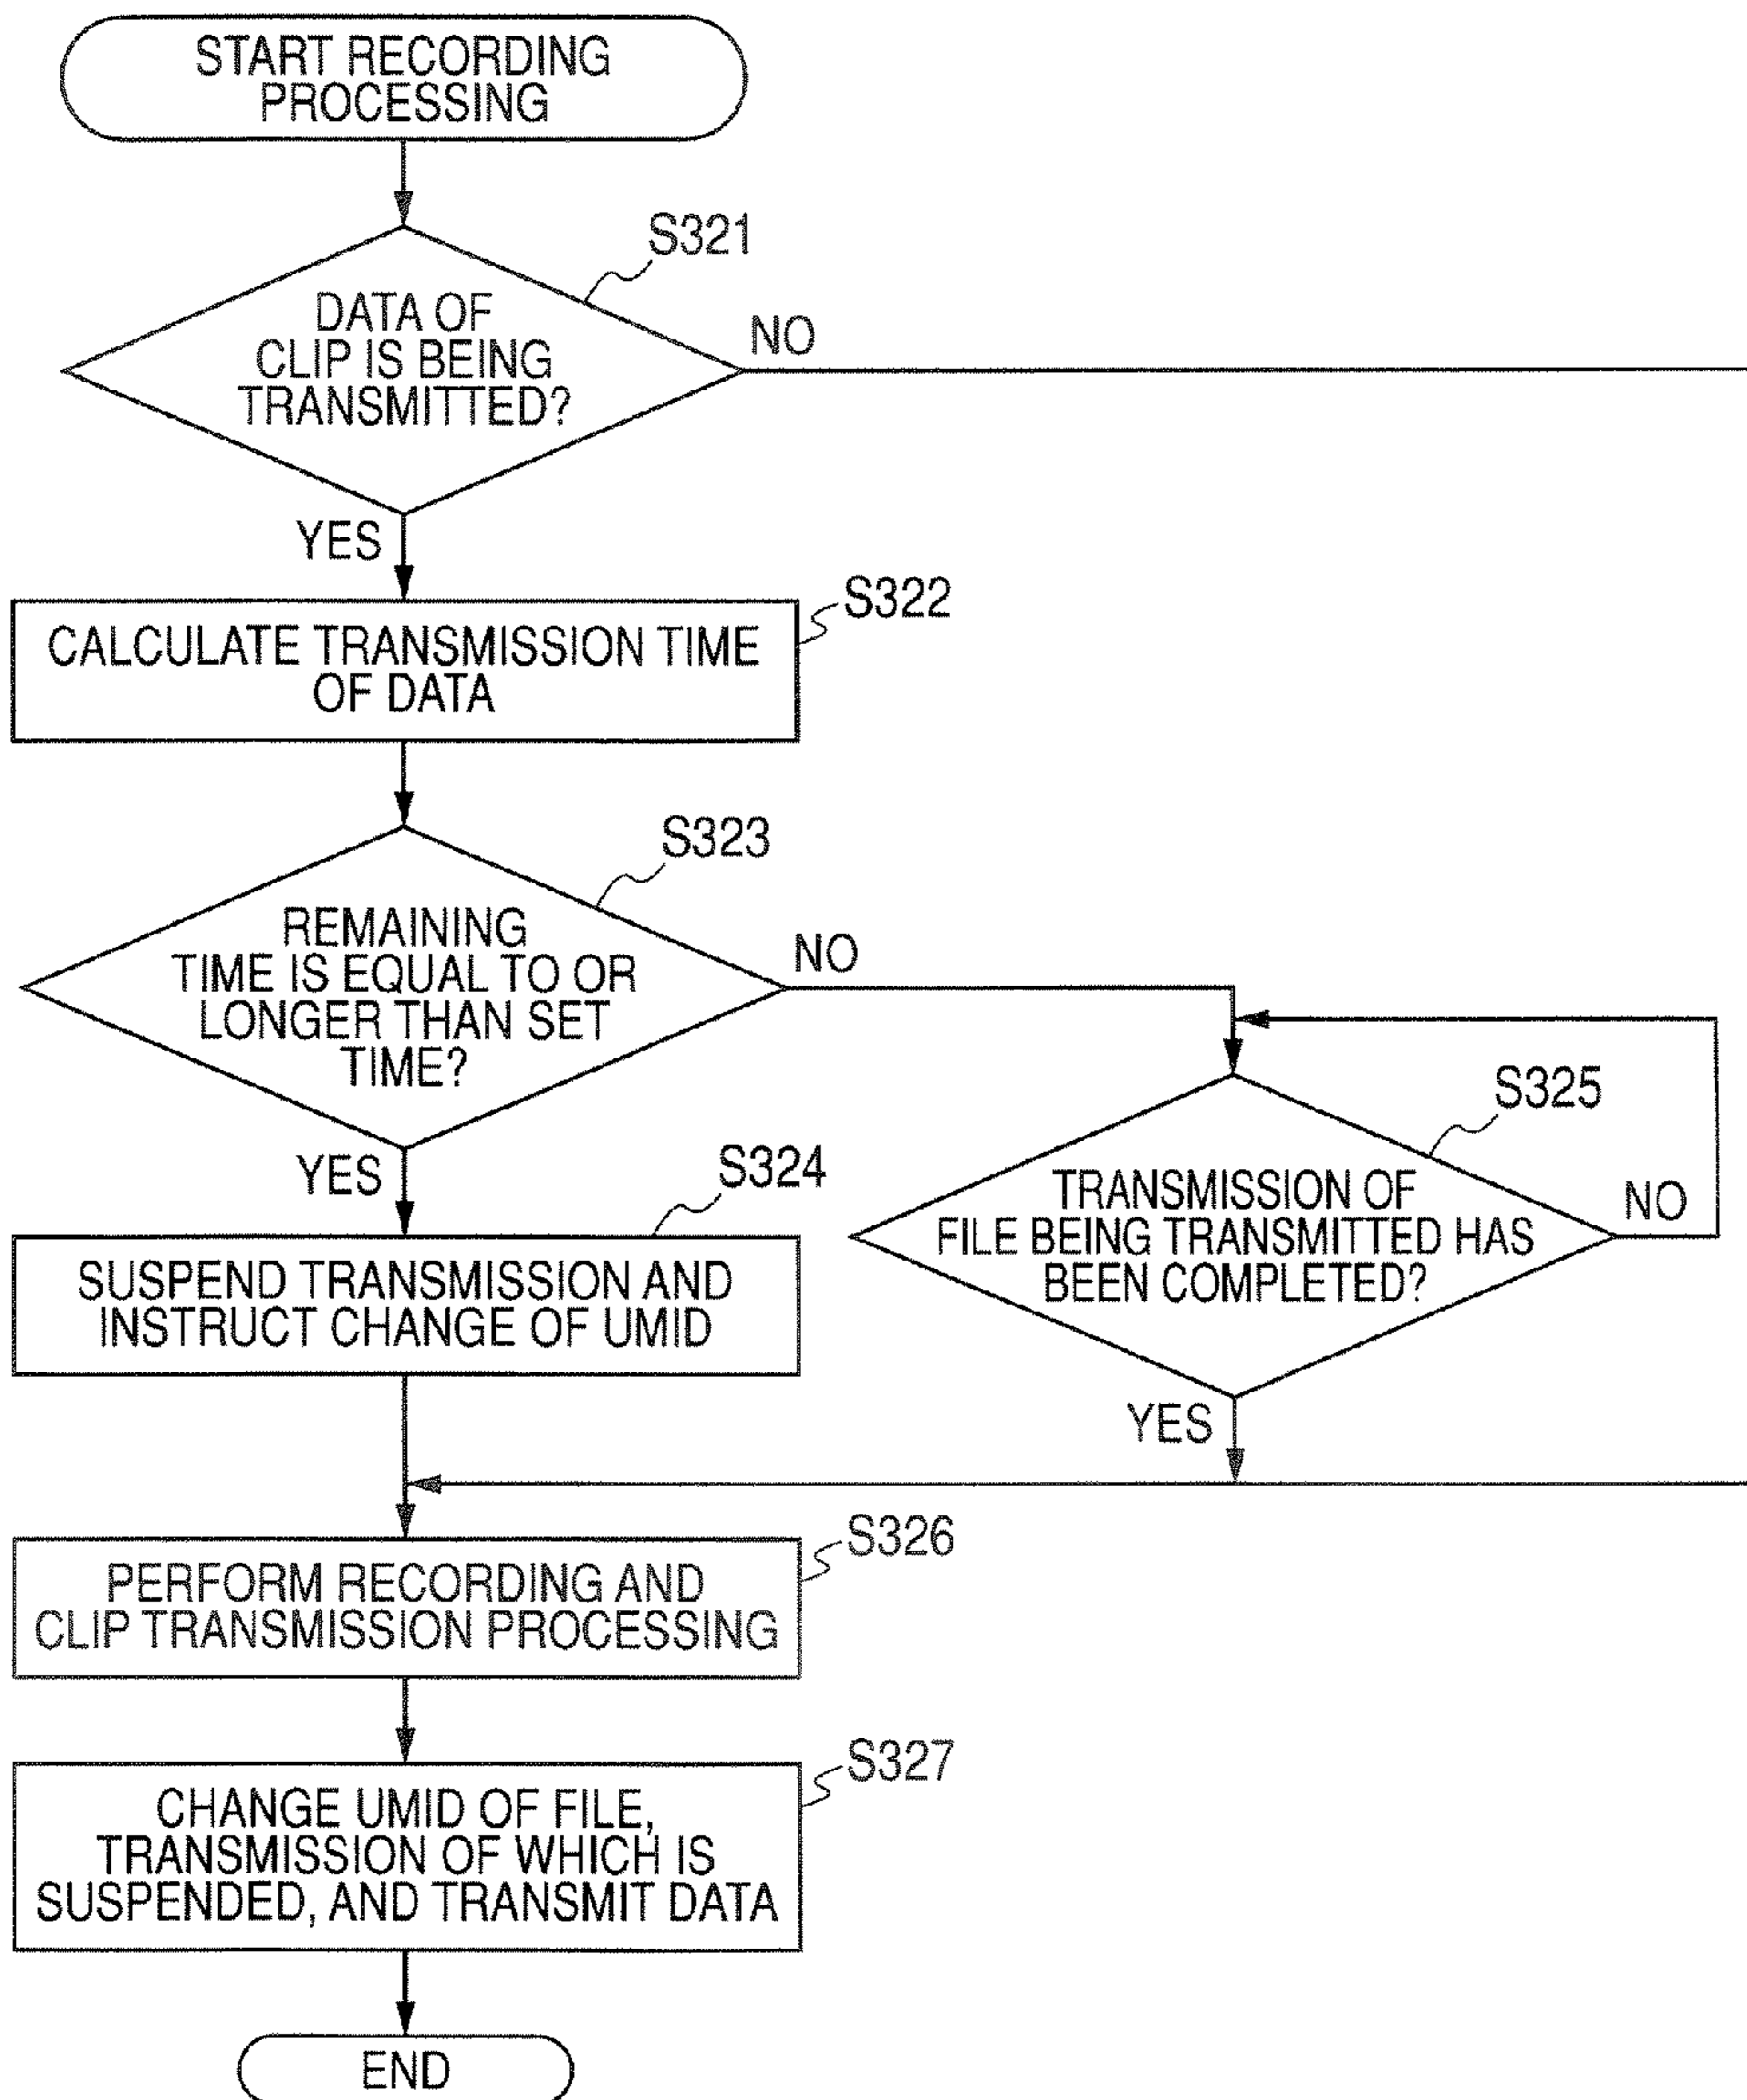 START RECORDING
PROCESSING
S321
DATA OF
CLIP IS BEING
TRANSMITTED?
NO
YES
S322
CALCULATE TRANSMISSION TIME
OF DATA
S323
REMAINING
TIME IS EQUAL TO OR
LONGER THAN SET
TIME?
NO
YES
S325
TRANSMISSION OF
FILE BEING TRANSMITTED HAS
BEEN COMPLETED?
NO
YES
S324
SUSPEND TRANSMISSION AND
INSTRUCT CHANGE OF UMID
S326
PERFORM RECORDING AND
CLIP TRANSMISSION PROCESSING
S327
CHANGE UMID OF FILE,
TRANSMISSION OF WHICH IS
SUSPENDED, AND TRANSMIT DATA
END